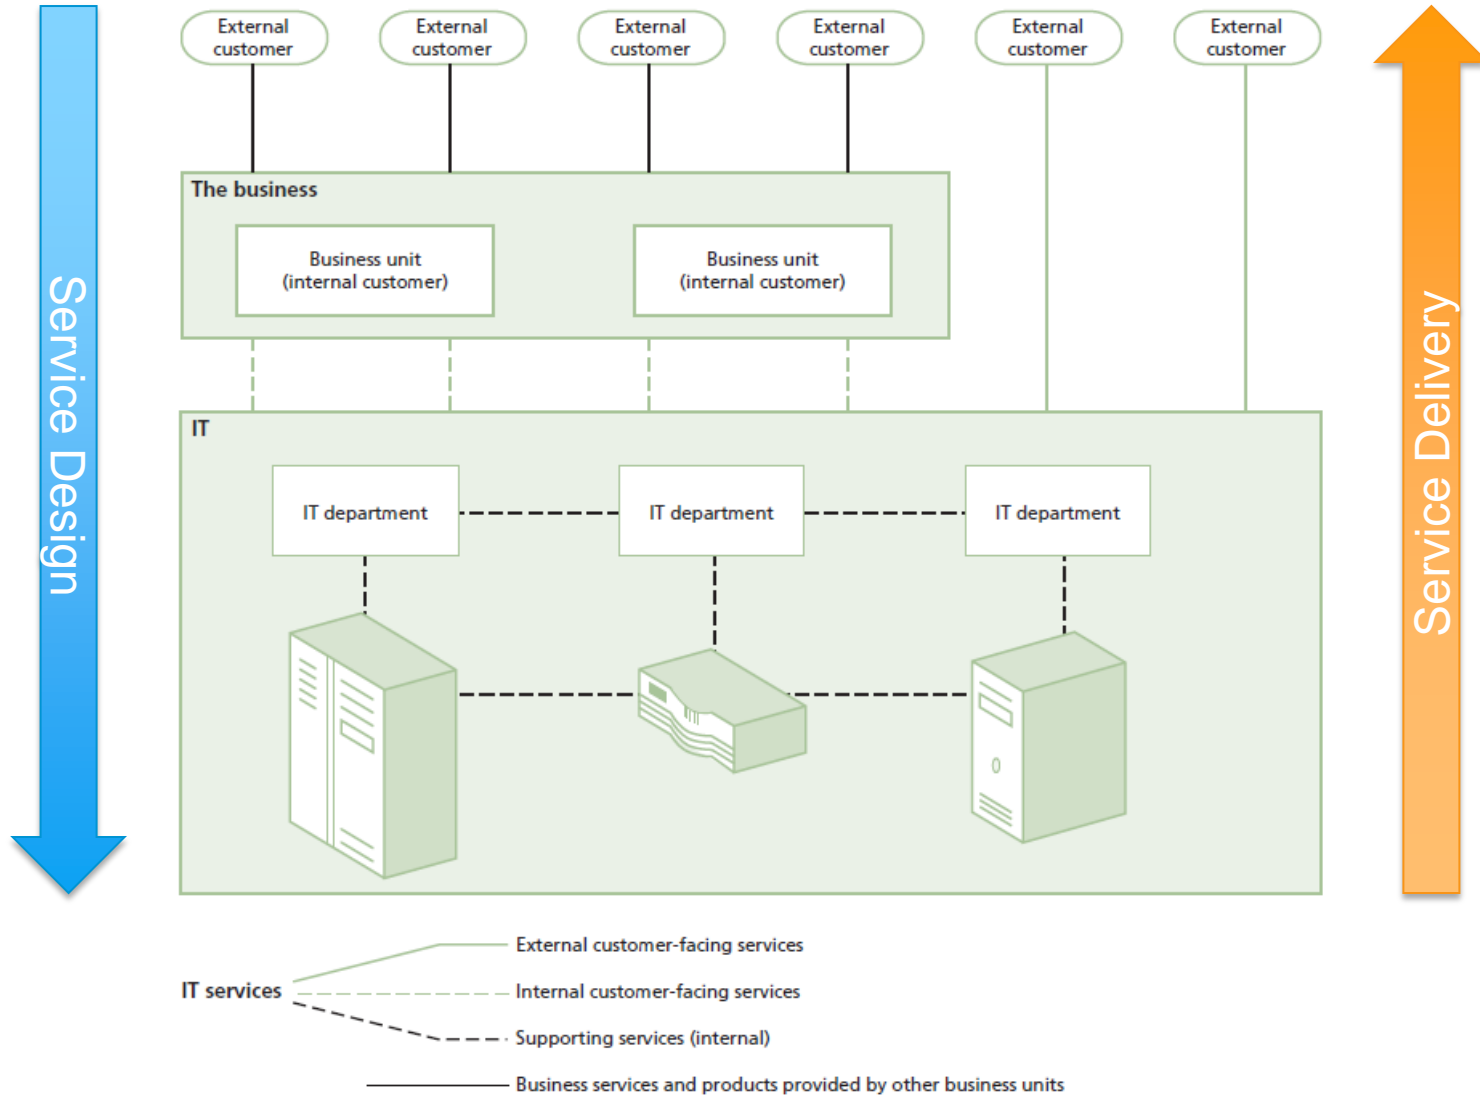 External
customer
External
customer
External
customer
External
customer
External
customer
External
customer
The business
Business unit
(internal customer)
Business unit
(internal customer)
Service Design
Service Delivery
IT
IT department
IT department
IT department
IT services
External customer-facing services
Internal customer-facing services
Supporting services (internal)
Business services and products provided by other business units